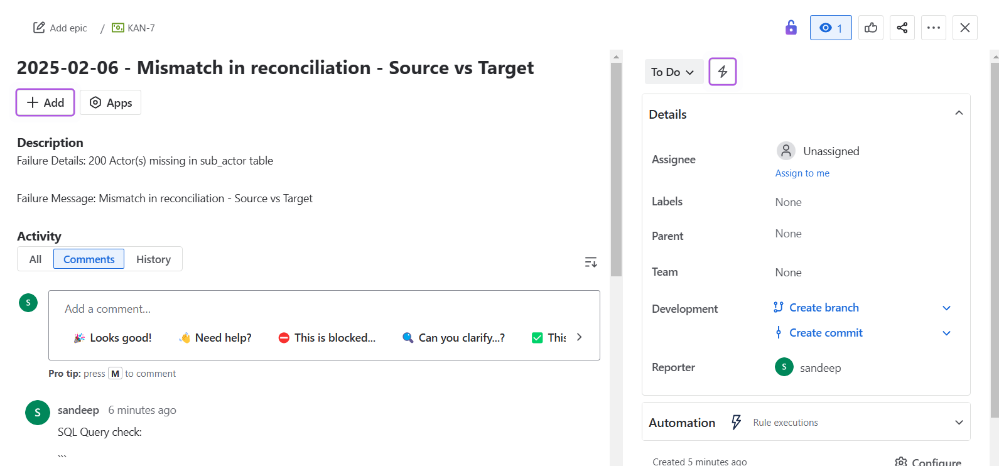 Add epic / KAN-7
1
2025-02-06 - Mismatch in reconciliation - Source vs Target
Add Apps
Description
Failure Details: 200 Actor(s) missing in sub_actor table
Failure Message: Mismatch in reconciliation - Source vs Target
Activity
All Comments History
S
Add a comment...
Looks good! Need help? This is blocked... Can you clarify...? This
Pro tip: press M to comment
S
sandeep 6 minutes ago
SQL Query check:
```
To Do
Details
Assignee Unassigned
Assign to me
Labels None
Parent None
Team None
Development Create branch
Create commit
Reporter S sandeep
Automation Rule executions
Created 5 minutes ago Configure